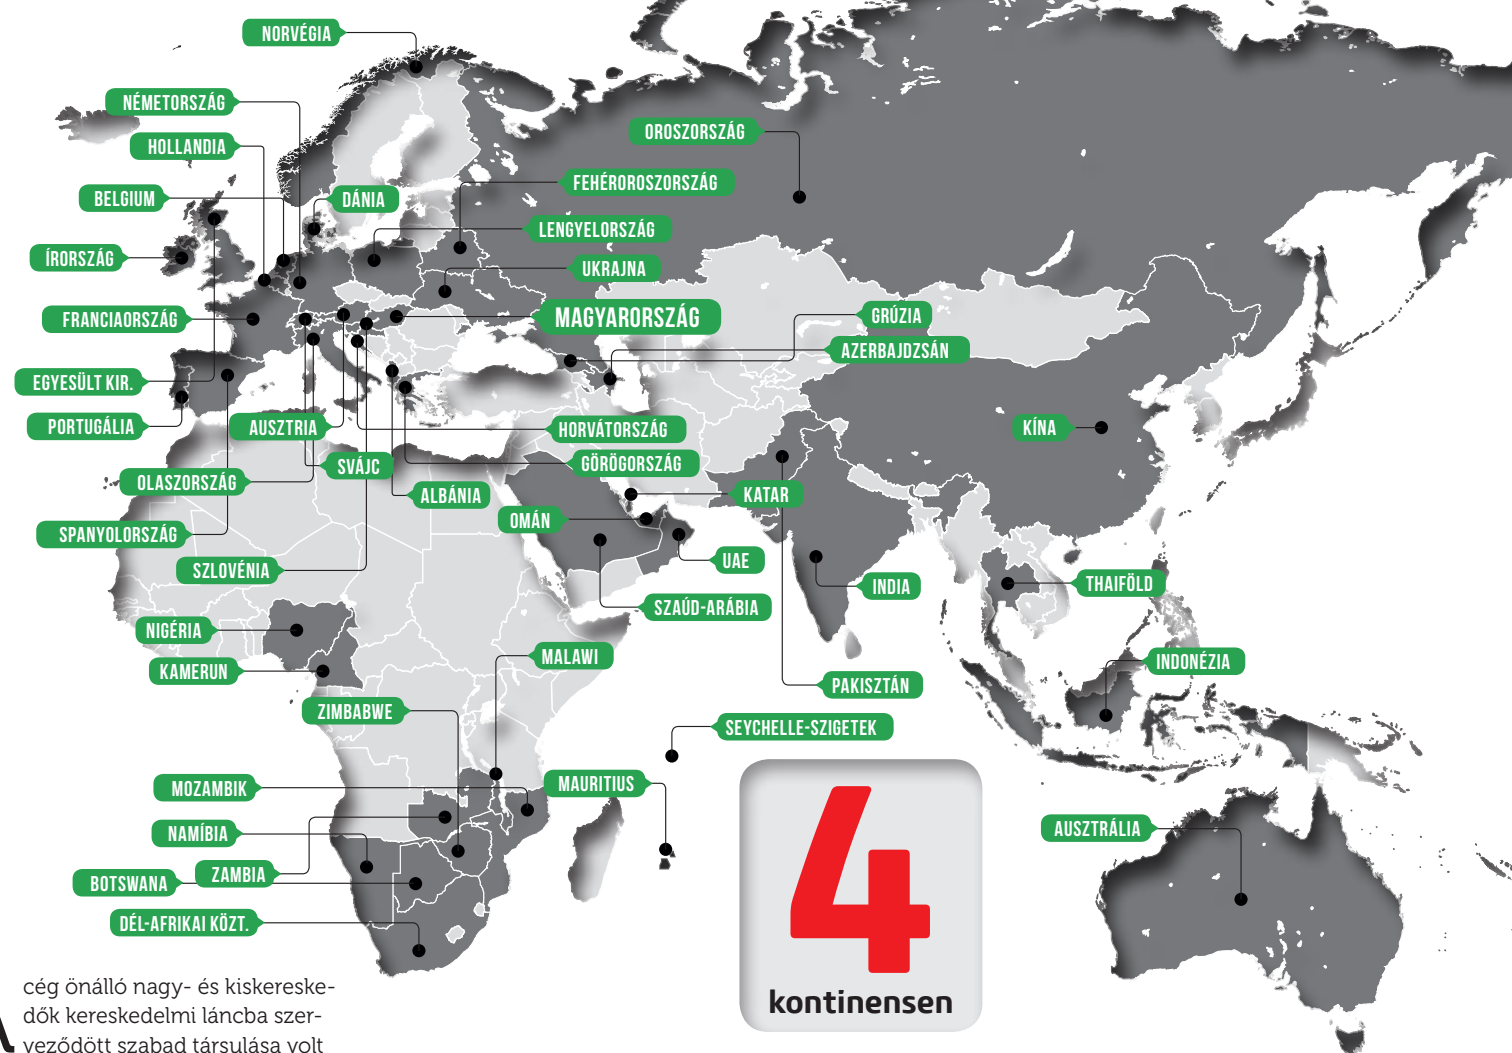 NORVÉGIA
NÉMETORSZÁG
HOLLANDIA
OROSZORSZÁG
BELGIUM
DÁNIA
FEHÉROROSZORSZÁG
LENGYELORSZÁG
ÍRORSZÁG
UKRAJNA
FRANCIAORSZÁG
MAGYARORSZÁG
GRÚZIA
AZERBAJDZSÁN
EGYESÜLT KIR.
PORTUGÁLIA
AUSZTRIA
HORVÁTORSZÁG
KÍNA
SVÁJC
GÖRÖGORSZÁG
OLASZORSZÁG
ALBÁNIA
KATAR
OMÁN
SPANYOLORSZÁG
UAE
SZLOVÉNIA
INDIA
THAIFÖLD
SZAÚD-ARÁBIA
NIGÉRIA
MALAWI
INDONÉZIA
KAMERUN
PAKISZTÁN
ZIMBABWE
SEYCHELLE-SZIGETEK
MOZAMBIK
MAURITIUS
NAMÍBIA
AUSZTRÁLIA
ZAMBIA
BOTSWANA
DÉL-AFRIKAI KÖZT.
4
kontinensen
A cég önálló nagy- és kiskereske-
dők kereskedelmi láncba szer-
veződött szabad társulása volt